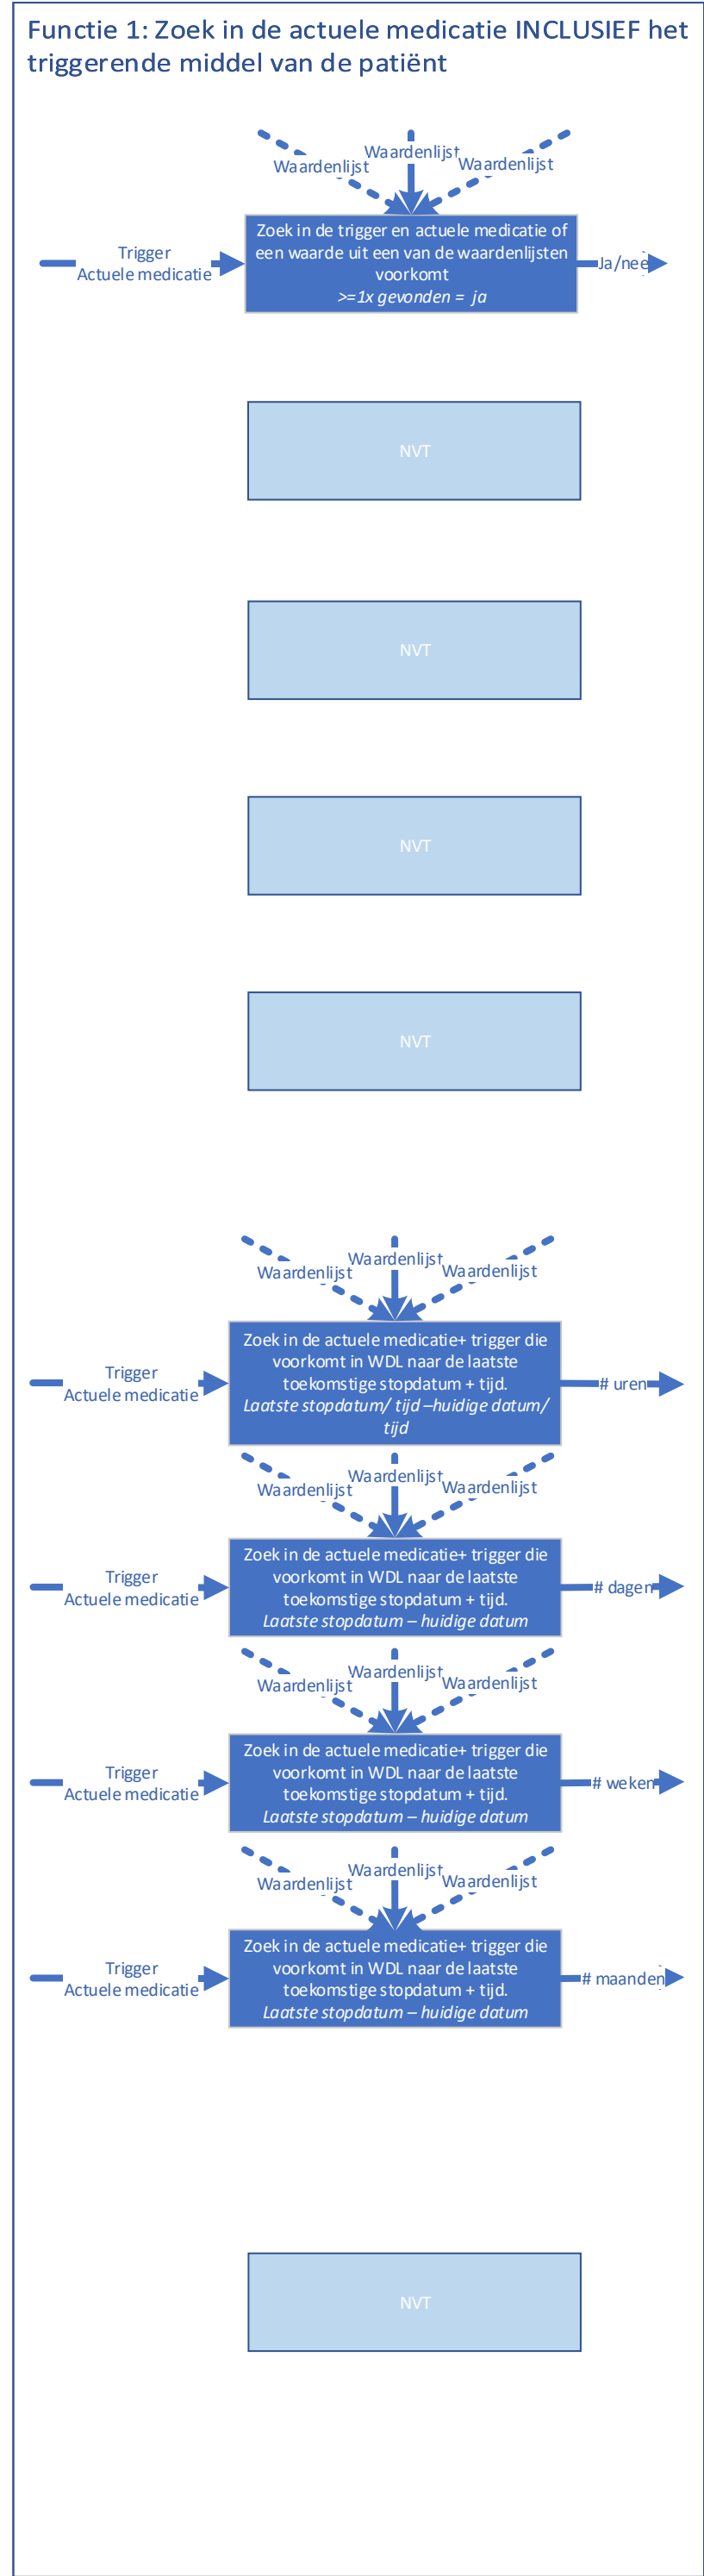 Functie 1: Zoek in de actuele medicatie INCLUSIEF het
triggerende middel van de patiënt
Waardenlijst
Waardenlijst
Waardenlijst
Trigger
Actuele medicatie
Zoek in de trigger en actuele medicatie of
een waarde uit een van de waardenlijsten
voorkomt
>=1x gevonden = ja
Ja/nee
NVT
NVT
NVT
NVT
Waardenlijst
Waardenlijst
Waardenlijst
Trigger
Actuele medicatie
Zoek in de actuele medicatie+ trigger die
voorkomt in WDL naar de laatste
toekomstige stopdatum + tijd.
Laatste stopdatum/ tijd –huidige datum/
tijd
# uren
Waardenlijst
Waardenlijst
Waardenlijst
Trigger
Actuele medicatie
Zoek in de actuele medicatie+ trigger die
voorkomt in WDL naar de laatste
toekomstige stopdatum + tijd.
Laatste stopdatum – huidige datum
# dagen
Waardenlijst
Waardenlijst
Waardenlijst
Trigger
Actuele medicatie
Zoek in de actuele medicatie+ trigger die
voorkomt in WDL naar de laatste
toekomstige stopdatum + tijd.
Laatste stopdatum – huidige datum
# weken
Waardenlijst
Waardenlijst
Waardenlijst
Trigger
Actuele medicatie
Zoek in de actuele medicatie+ trigger die
voorkomt in WDL naar de laatste
toekomstige stopdatum + tijd.
Laatste stopdatum – huidige datum
# maanden
NVT